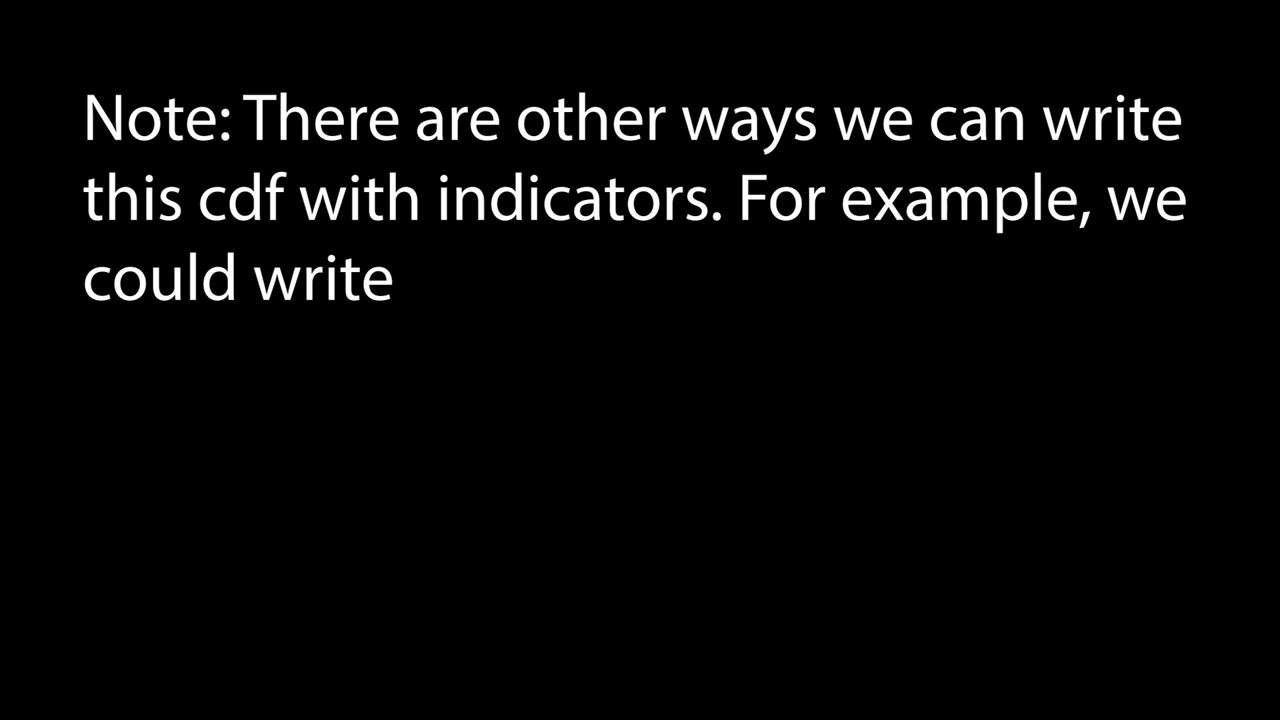 Note: There are other ways we can write
this cdf with indicators. For example, we
could write